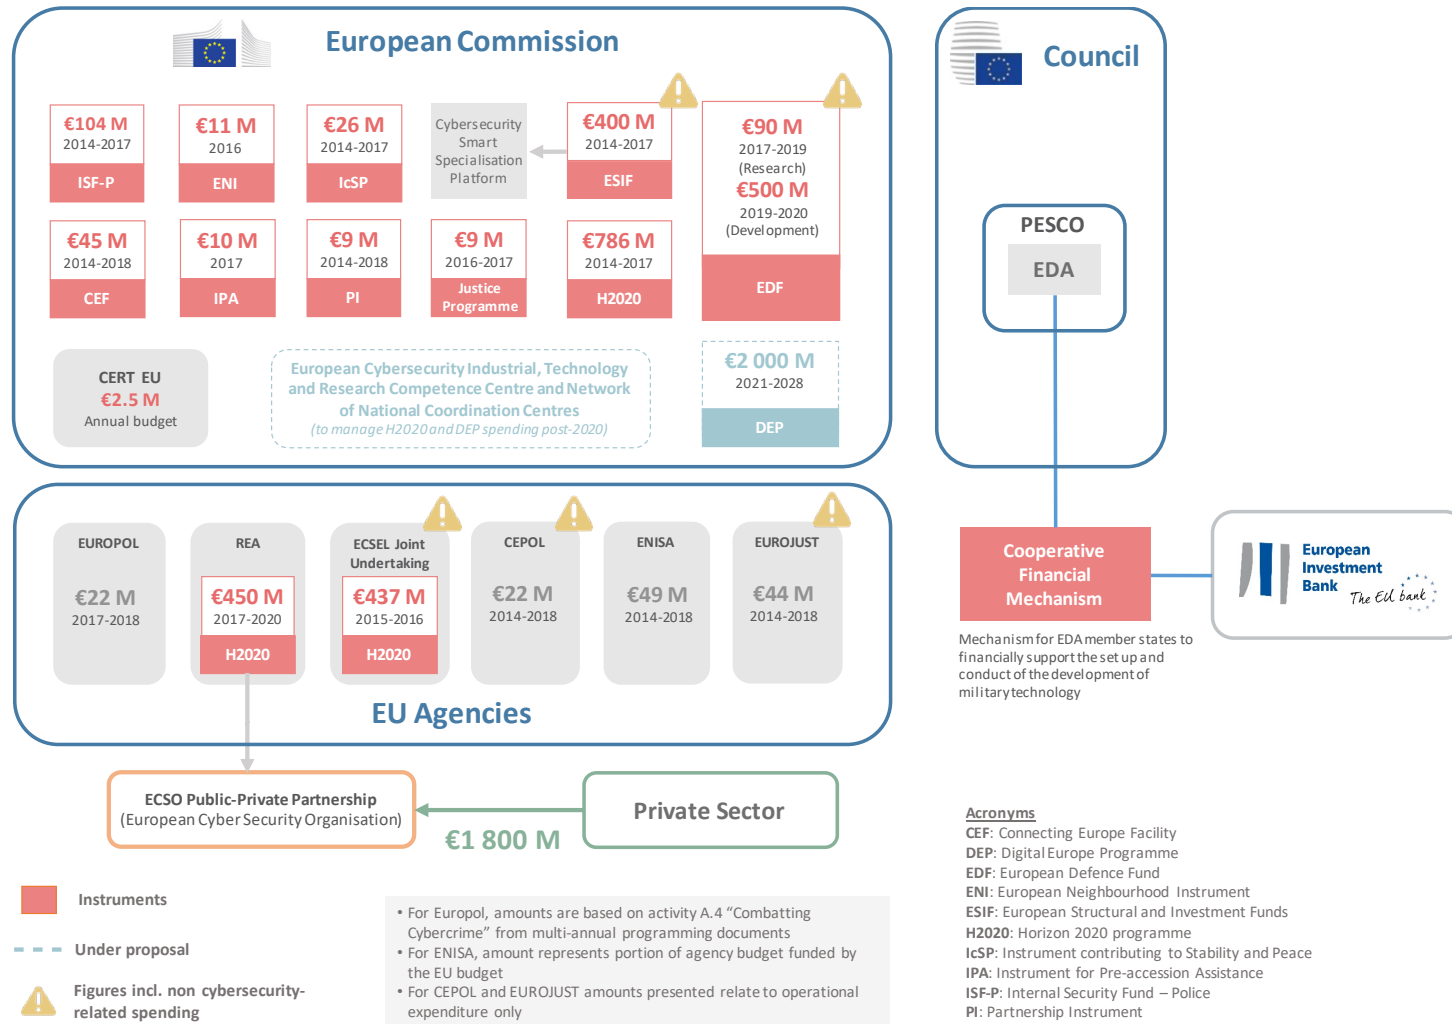 European Commission
€104 M
2014-2017
ISF-P
€11 M
2016
ENI
€26 M
2014-2017
IcSP
Cybersecurity
Smart
Specialisation
Platform
€400 M
2014-2017
ESIF
€90 M
2017-2019
(Research)
€500 M
2019-2020
(Development)
EDF
€45 M
2014-2018
CEF
€10 M
2017
IPA
€9 M
2014-2018
PI
€9 M
2016-2017
Justice
Programme
€786 M
2014-2017
H2020
CERT EU
€2.5 M
Annual budget
European Cybersecurity Industrial, Technology
and Research Competence Centre and Network
of National Coordination Centres
(to manage H2020 and DEP spending post-2020)
€2 000 M
2021-2028
DEP
Council
PESCO
EDA
EUROPOL
€22 M
2017-2018
REA
€450 M
2017-2020
H2020
ECSEL Joint
Undertaking
€437 M
2015-2016
H2020
CEPOL
€22 M
2014-2018
ENISA
€49 M
2014-2018
EUROJUST
€44 M
2014-2018
EU Agencies
Cooperative
Financial
Mechanism
European
Investment
Bank
The EU bank
Mechanism for EDA member states to
financially support the set up and
conduct of the development of
military technology
ECSO Public-Private Partnership
(European Cyber Security Organisation)
€1 800 M
Private Sector
Instruments
Under proposal
Figures incl. non cybersecurity-
related spending
• For Europol, amounts are based on activity A.4 “Combatting
Cybercrime” from multi-annual programming documents
• For ENISA, amount represents portion of agency budget funded by
the EU budget
• For CEPOL and EUROJUST amounts presented relate to operational
expenditure only
Acronyms
CEF: Connecting Europe Facility
DEP: Digital Europe Programme
EDF: European Defence Fund
ENI: European Neighbourhood Instrument
ESIF: European Structural and Investment Funds
H2020: Horizon 2020 programme
IcSP: Instrument contributing to Stability and Peace
IPA: Instrument for Pre-accession Assistance
ISF-P: Internal Security Fund – Police
PI: Partnership Instrument